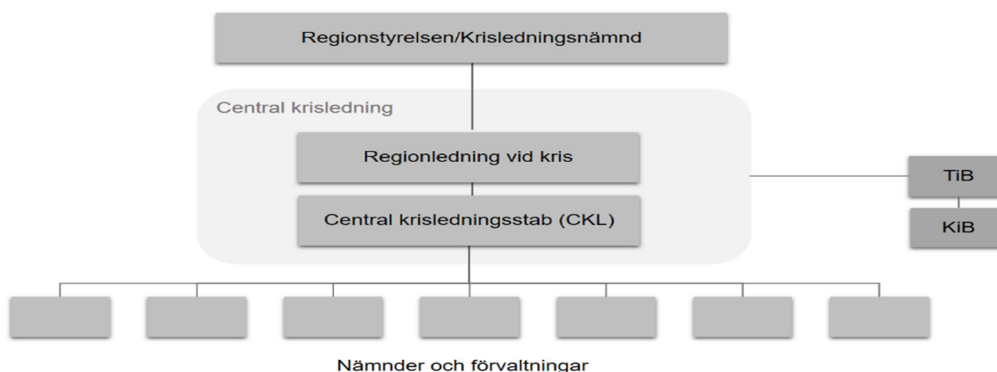 Regionstyrelsen/Krisledningsnämnd
Central krisledning
Regionledning vid kris
TiB
Central krisledningsstab (CKL)
KiB
Nämnder och förvaltningar